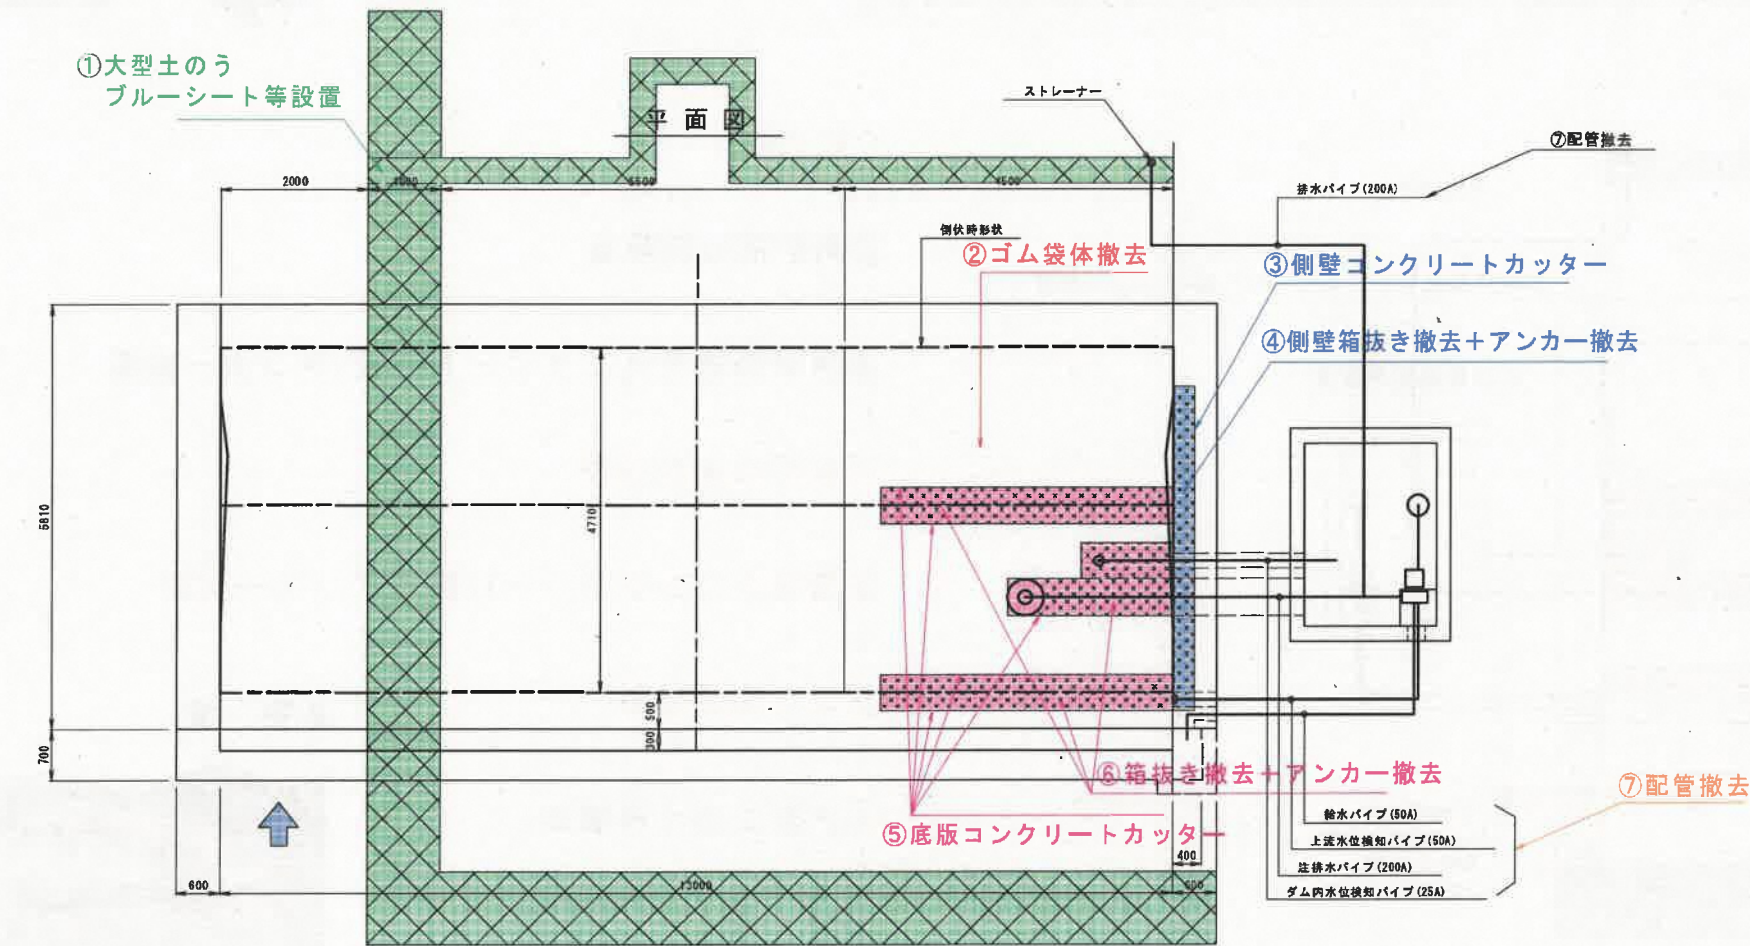 ①大型土のう
ブルーシート等設置
平面図
ストレーナー
⑦配管撤去
排水パイプ(200A)
2000
1000
5500
4500
倒伏時形状
②ゴム袋体撤去
③側壁コンクリートカッター
④側壁箱抜き撤去＋アンカー撤去
5810
4710
500
300
700
⑥箱抜き撤去＋アンカー撤去
⑦配管撤去
⑤底版コンクリートカッター
給水パイプ(50A)
上流水位検知パイプ(50A)
注排水パイプ(200A)
ダム内水位検知パイプ(25A)
400
600
13000
600